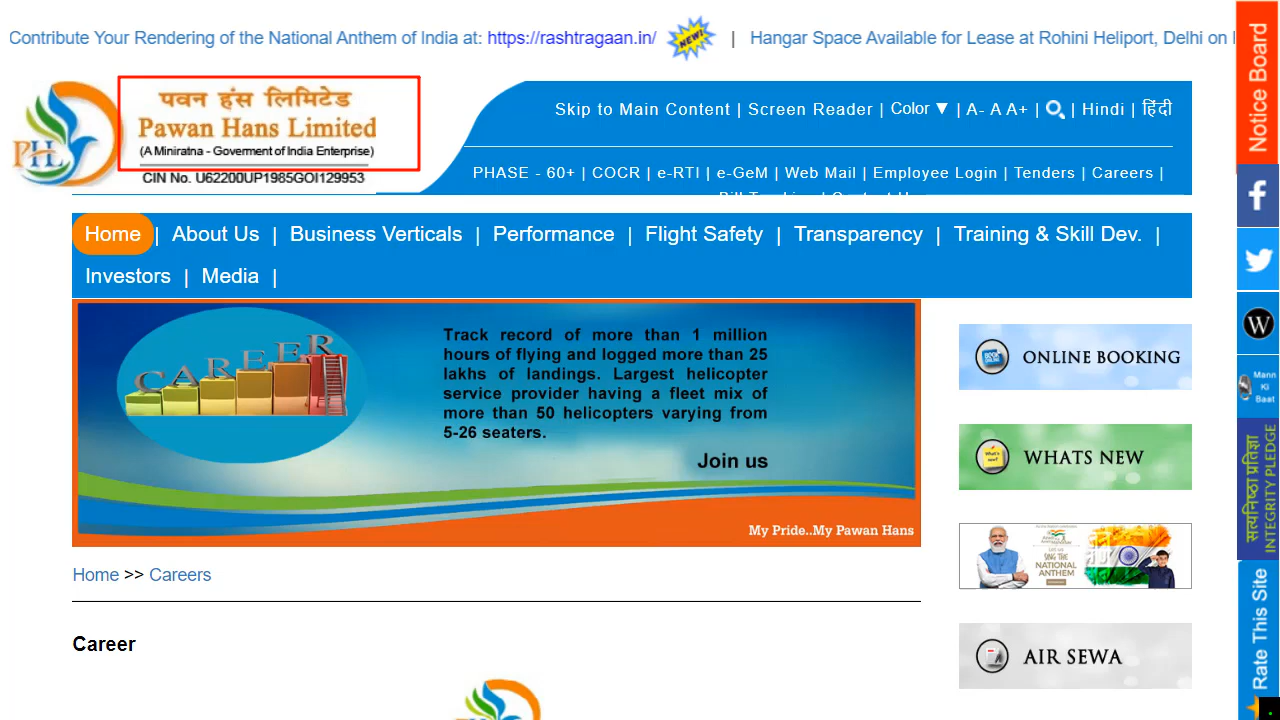 Contribute Your Rendering of the National Anthem of India at: https://rashtragaan.in/ NEW! | Hangar Space Available for Lease at Rohini Heliport, Delhi on
Notice Board
पवन हंस लिमिटेड
Pawan Hans Limited
(A Miniratna - Goverment of India Enterprise)
CIN No. U62200UP1985GOI129953
PHL
Skip to Main Content | Screen Reader | Color ▼ | A- A A+ | | Hindi | हिंदी
PHASE - 60+ | COCR | e-RTI | e-GeM | Web Mail | Employee Login | Tenders | Careers |
Home | About Us | Business Verticals | Performance | Flight Safety | Transparency | Training & Skill Dev. |
Investors | Media |
CAREER
Track record of more than 1 million
hours of flying and logged more than 25
lakhs of landings. Largest helicopter
service provider having a fleet mix of
more than 50 helicopters varying from
5-26 seaters.
Join us
My Pride..My Pawan Hans
Home >> Careers
Career
ONLINE BOOKING
WHATS NEW
SING THE
NATIONAL
ANTHEM
AIR SEWA
f
W
Mann
Ki
Baat
सत्यनिष्ठा प्रतिज्ञा
INTEGRITY PLEDGE
Rate This Site